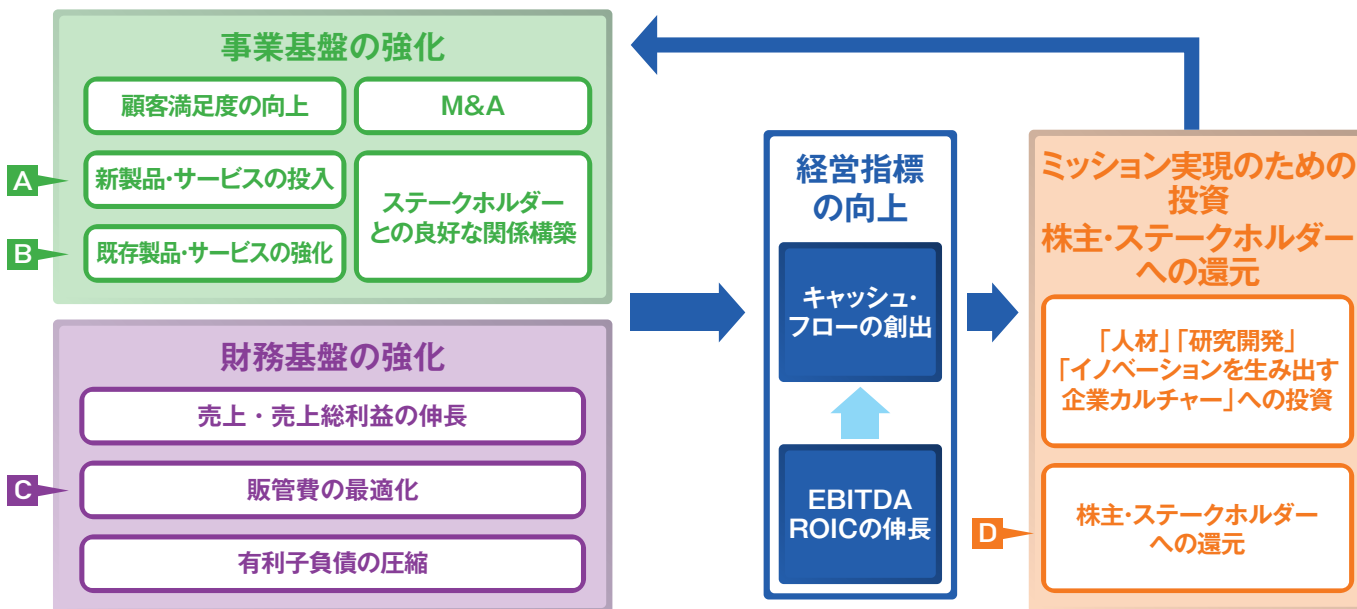 事業基盤の強化
顧客満足度の向上
M&A
A
新製品・サービスの投入
ステークホルダー
との良好な関係構築
B
既存製品・サービスの強化
財務基盤の強化
売上・売上総利益の伸長
C
販管費の最適化
有利子負債の圧縮
経営指標
の向上
キャッシュ・
フローの創出
EBITDA
ROICの伸長
ミッション実現のための
投資
株主・ステークホルダー
への還元
「人材」「研究開発」
「イノベーションを生み出す
企業カルチャー」への投資
D
株主・ステークホルダー
への還元